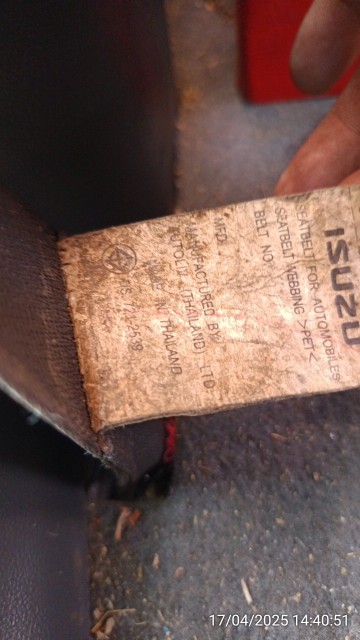 ISUZU
SEATBELT FOR AUTOMOBILES
SEATBELT WEBBING >PET<
BELT NO.
MFD.
MANUFACTURED BY
(THAILAND) LTD.
MADE IN THAILAND
17/04/2025 14:40:51